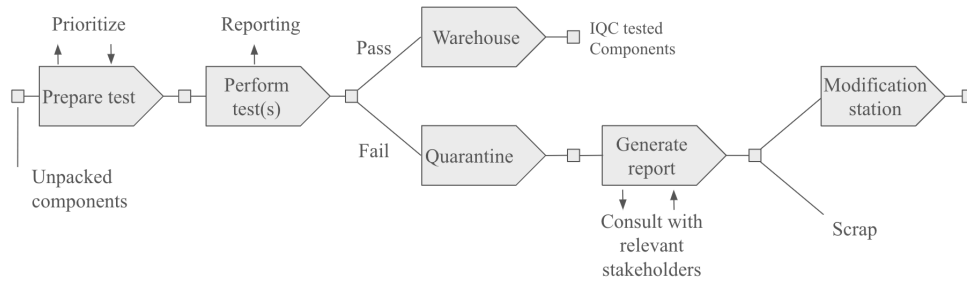 Prioritize
Reporting
Pass
Warehouse
IQC tested
Components
Prepare test
Perform
test(s)
Modification
station
Fail
Quarantine
Generate
report
Unpacked
components
Consult with
relevant
stakeholders
Scrap